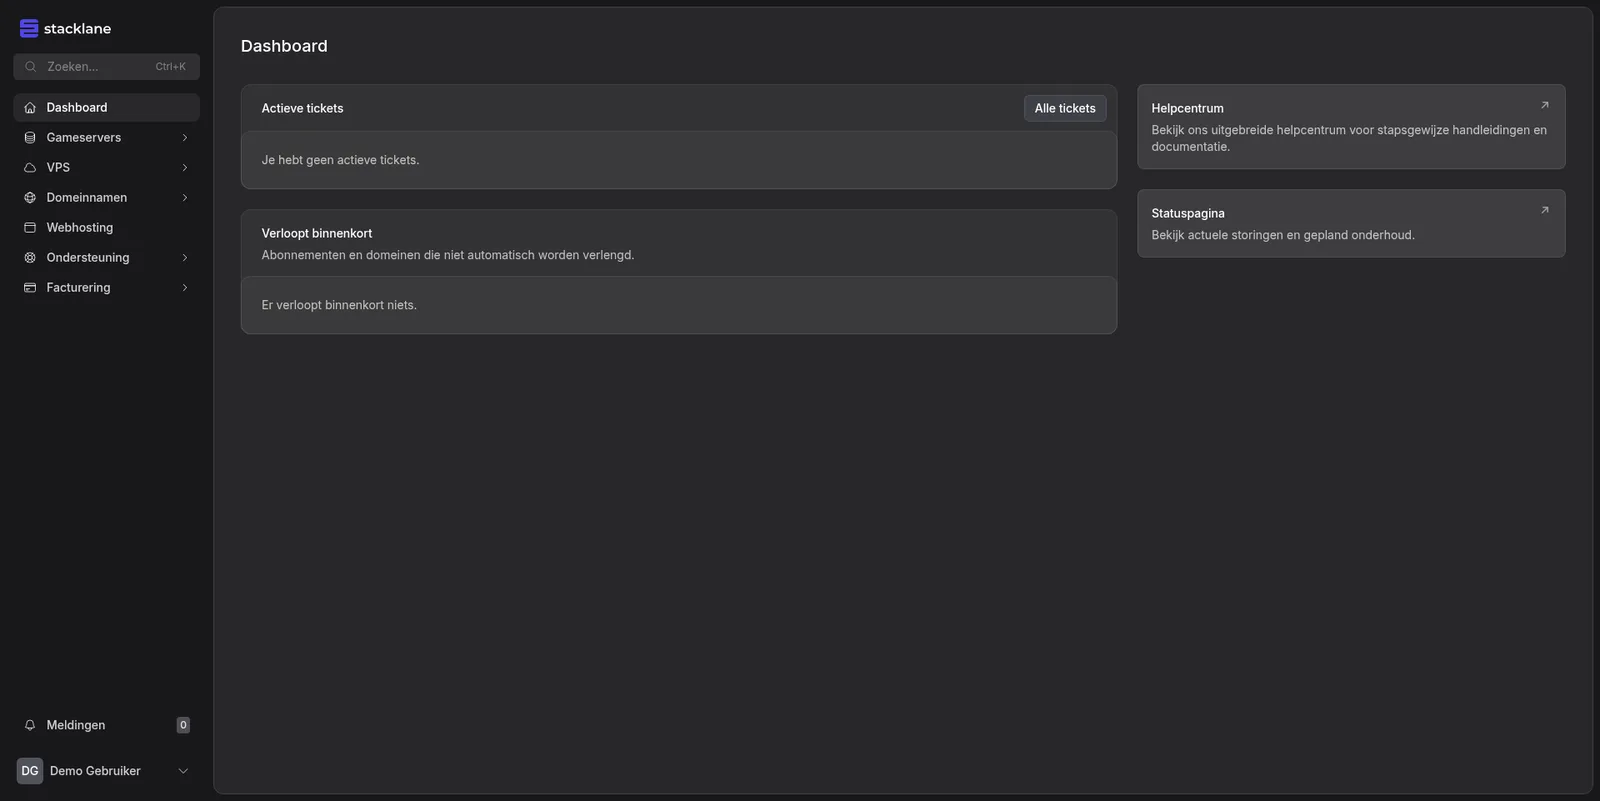 stacklane
Zoeken... Ctrl+K
Dashboard
Gameservers
VPS
Domeinnamen
Webhosting
Ondersteuning
Facturering
Meldingen 0
DG Demo Gebruiker
Dashboard
Actieve tickets Alle tickets
Je hebt geen actieve tickets.
Verloopt binnenkort
Abonnementen en domeinen die niet automatisch worden verlengd.
Er verloopt binnenkort niets.
Helpcentrum
Bekijk ons uitgebreide helpcentrum voor stapsgewijze handleidingen en
documentatie.
Statuspagina
Bekijk actuele storingen en gepland onderhoud.